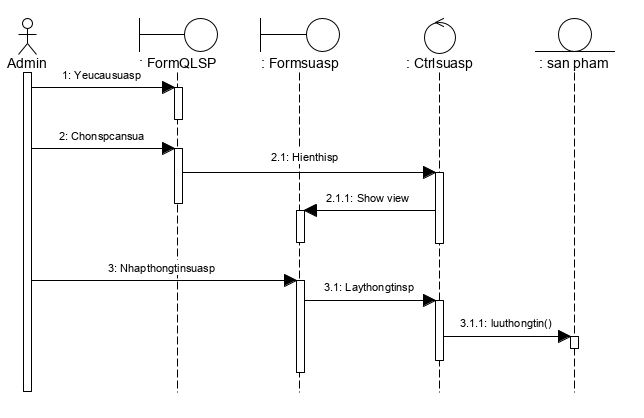 Admin
: FormQLSP
: Formsuasp
: Ctrlsuasp
: san pham
1: Yeucausuasp
2: Chonspcansua
2.1: Hienthisp
2.1.1: Show view
3: Nhapthongtinsuasp
3.1: Laythongtinsp
3.1.1: luuthongtin()